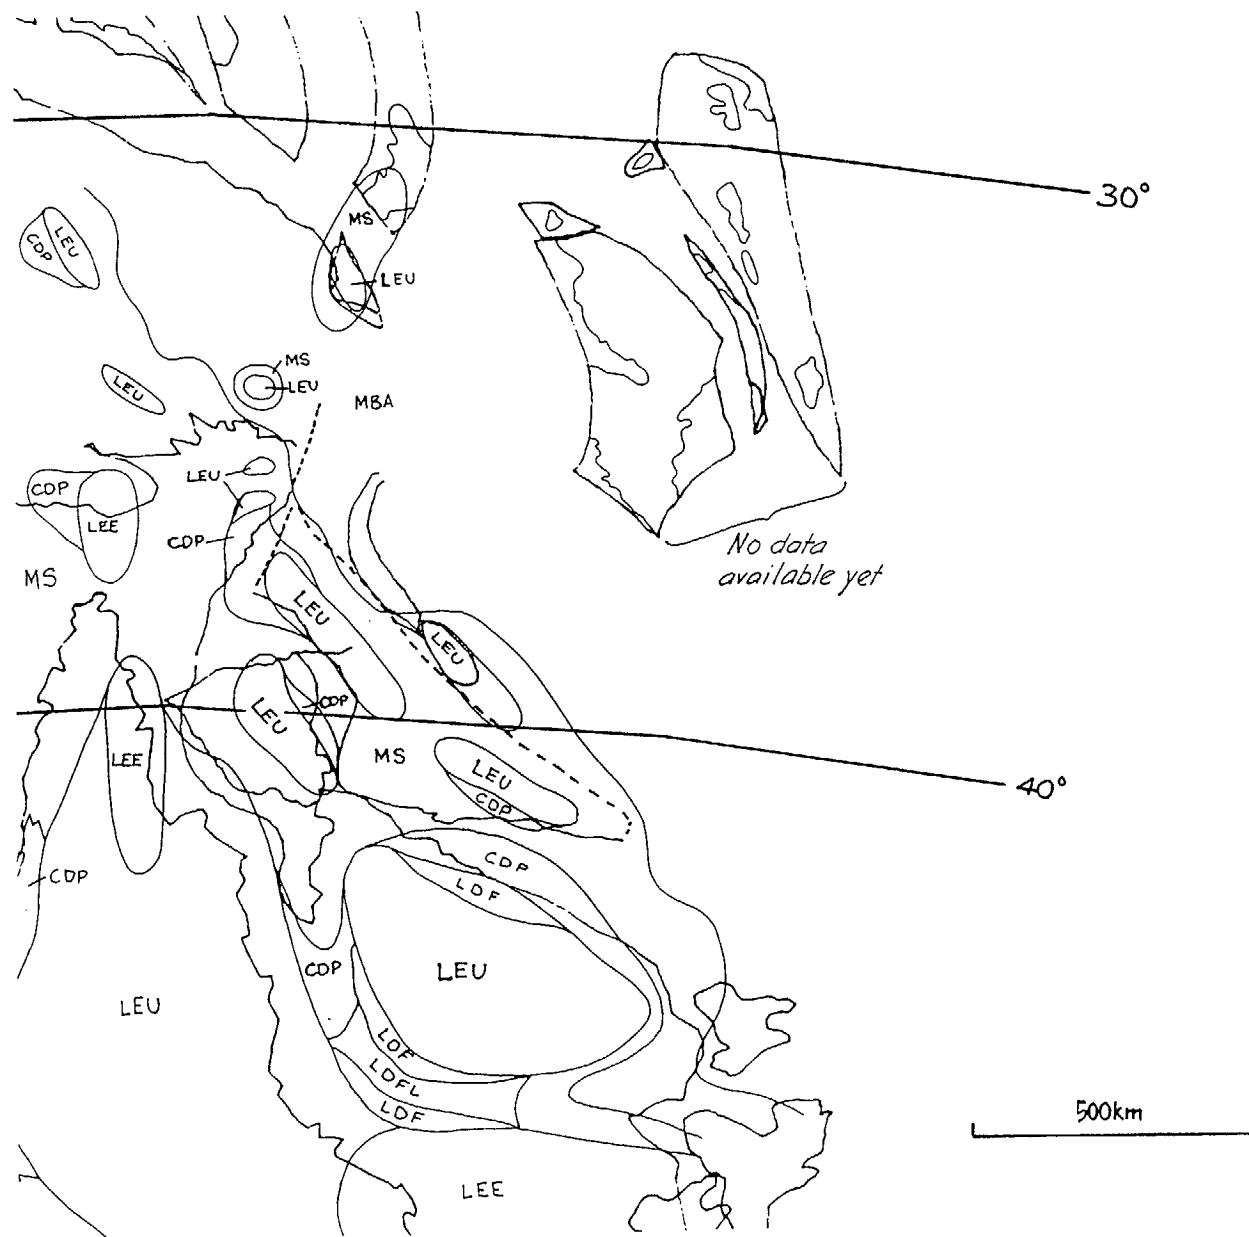 30°
MS
LEU
CDP
LEU
MS
LEU
LEU
MBA
LEU
CDP
LEE
CDP
No data
available yet
MS
LEU
LEU
CDP
LEU
MS
LEE
LEU
CDP
40°
CDP
CDP
LDF
CDP
LEU
LEU
LDF
LDFL
LDF
500km
LEE